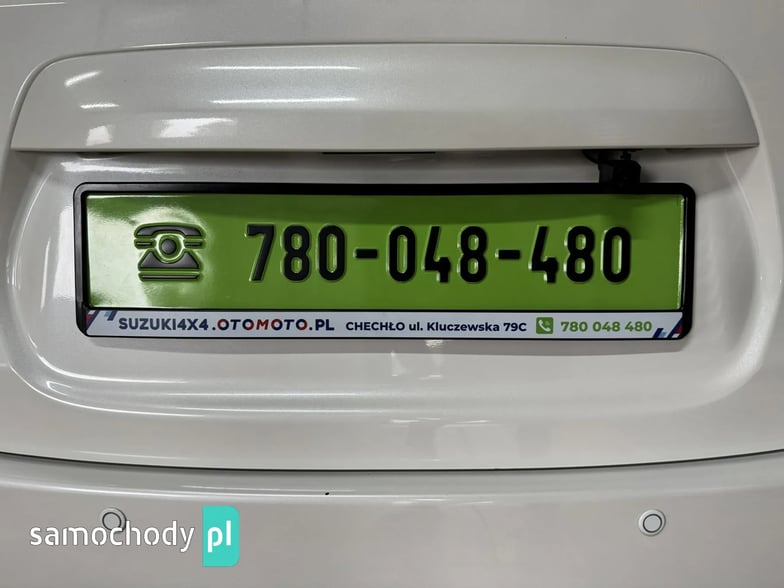 780-048-480
SUZUKI4X4.OTOMOTO.PL CHECHŁO ul. Kluczewska 79C 780 048 480
samochody pl